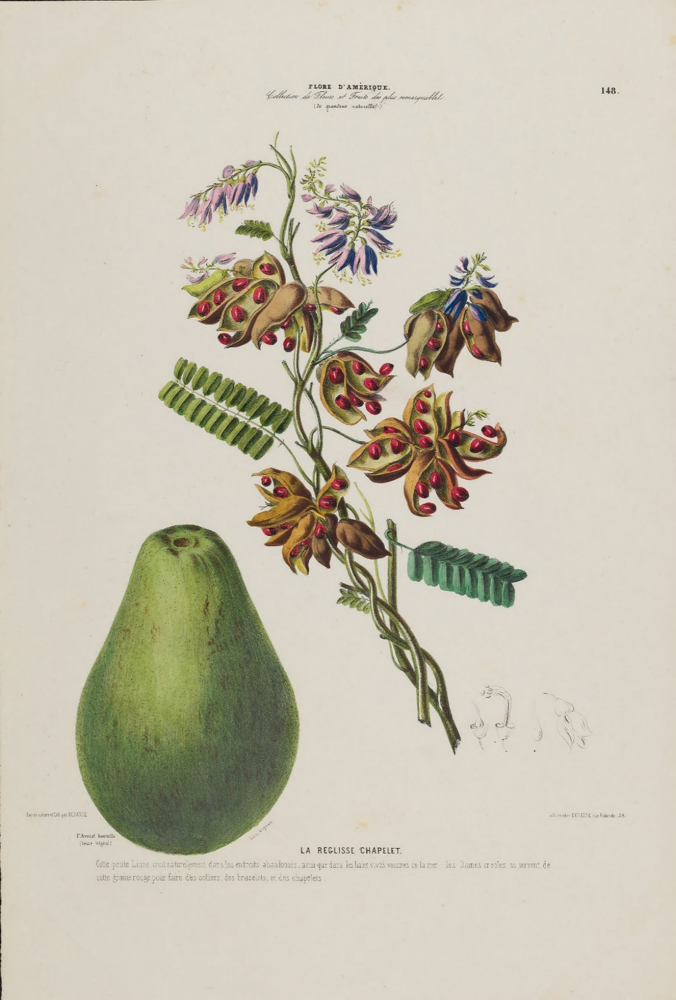 FLORE D'AMÉRIQUE.
148.
Collection de Fleurs et Fruits des plus remarquables
(de grandeur naturelle)
d'après nature et Lith. par DENISSE
à Paris chez DENISSE rue Galande, 58.
l'Avocat bouteille
(beurre végétal)
Lith. Vayron
LA REGLISSE CHAPELET.
Cette petite Liane, croit naturellement dans les endroits abandonnés, ainsi que dans les haies vives voisines de la mer; les Dames creoles, se servent de
cette graine rouge pour faire des colliers, des bracelets, et des chapelets.